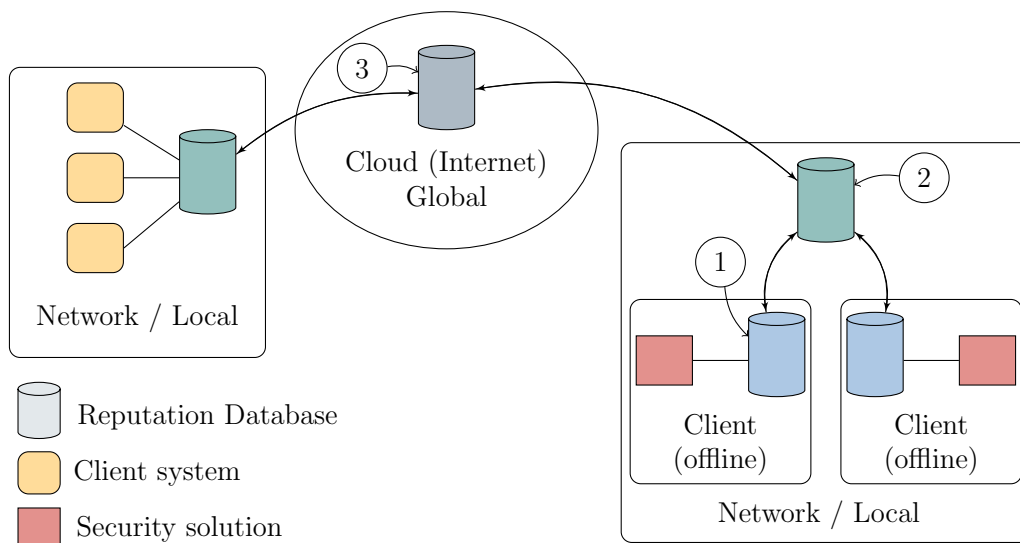 3
Cloud (Internet)
Global
2
1
Network / Local
Client
(offline)
Client
(offline)
Network / Local
Reputation Database
Client system
Security solution